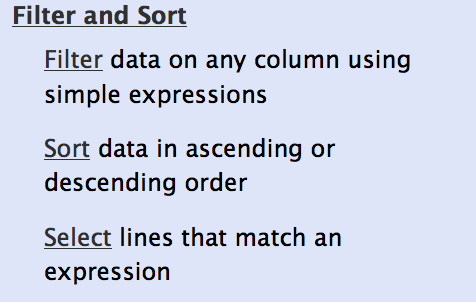 Filter and Sort
Filter data on any column using
simple expressions
Sort data in ascending or
descending order
Select lines that match an
expression